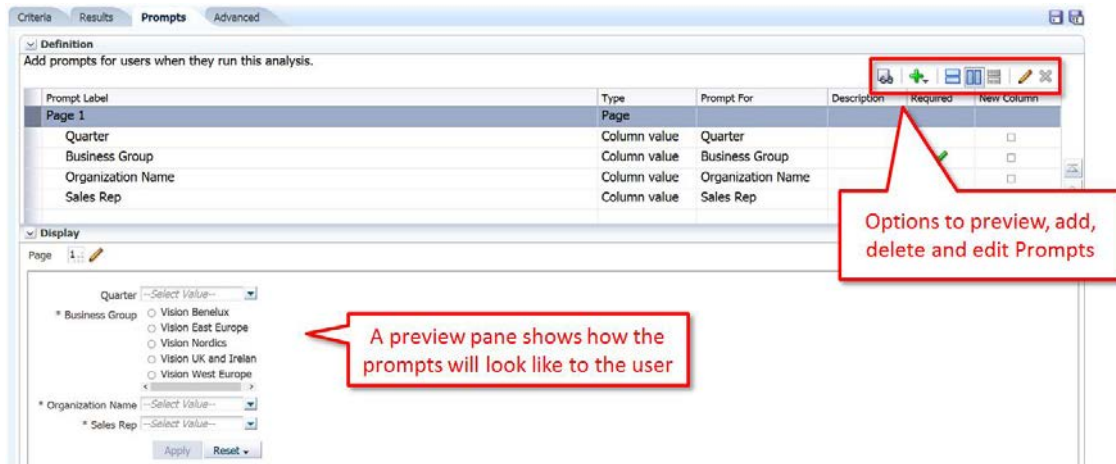 Criteria Results Prompts Advanced
Definition
Add prompts for users when they run this analysis.
Prompt Label Type Prompt For Description Required New Column
Page 1 Page
Quarter Column value Quarter
Business Group Column value Business Group
Organization Name Column value Organization Name
Sales Rep Column value Sales Rep
Options to preview, add,
delete and edit Prompts
Display
Page 1
Quarter --Select Value--
* Business Group Vision Benelux
Vision East Europe
Vision Nordics
Vision UK and Irelan
Vision West Europe
* Organization Name --Select Value--
* Sales Rep --Select Value--
Apply Reset
A preview pane shows how the
prompts will look like to the user